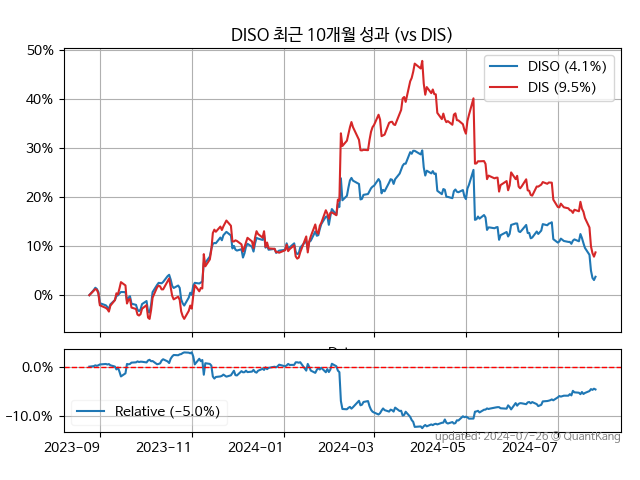 DISO 최근 10개월 성과 (vs DIS)
50%
40%
30%
20%
10%
0%
DISO (4.1%)
DIS (9.5%)
0.0%
−10.0%
Relative (−5.0%)
2023-09
2023-11
2024-01
2024-03
2024-05
2024-07
updated: 2024-07-26 @ QuantKang